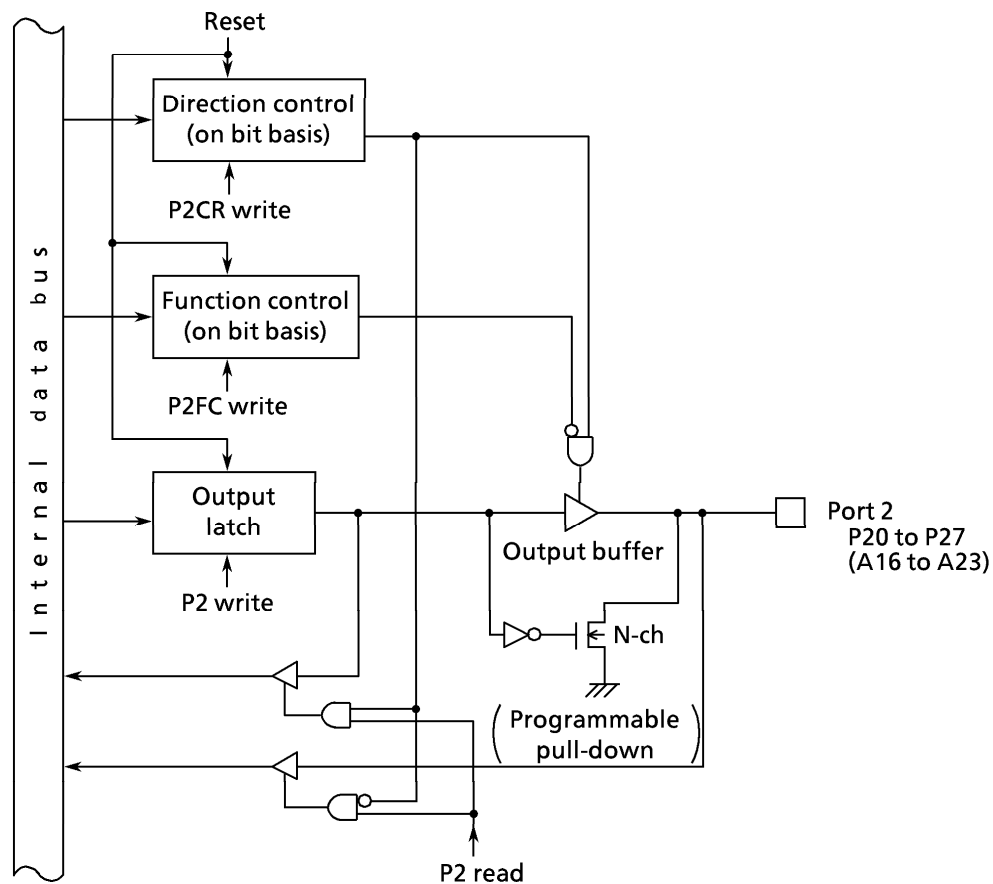 Reset
Direction control
(on bit basis)
P2CR write
Internal data bus
Function control
(on bit basis)
P2FC write
Output
latch
P2 write
Output buffer
Port 2
P20 to P27
(A16 to A23)
N-ch
(Programmable
pull-down)
P2 read